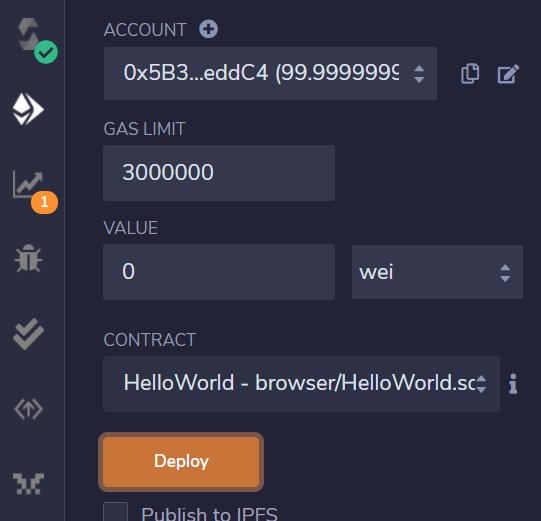 ACCOUNT
0x5B3...eddC4 (99.9999999
GAS LIMIT
3000000
VALUE
0
wei
CONTRACT
HelloWorld - browser/HelloWorld.sc
Deploy
Publish to IPFS
1